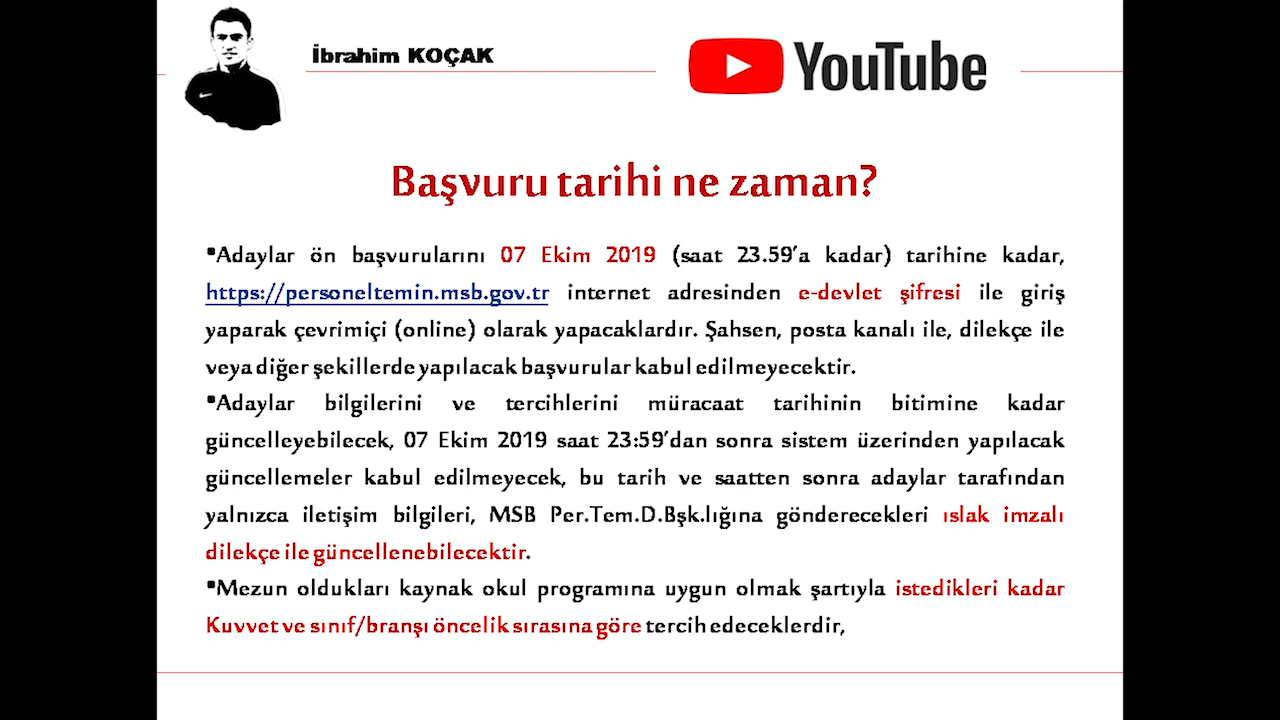 İbrahim KOÇAK
YouTube
Başvuru tarihi ne zaman?
▪Adaylar ön başvurularını 07 Ekim 2019 (saat 23.59’a kadar) tarihine kadar,
https://personeltemin.msb.gov.tr internet adresinden e-devlet şifresi ile giriş
yaparak çevrimiçi (online) olarak yapacaklardır. Şahsen, posta kanalı ile, dilekçe ile
veya diğer şekillerde yapılacak başvurular kabul edilmeyecektir.
▪Adaylar bilgilerini ve tercihlerini müracaat tarihinin bitimine kadar
güncelleyebilecek, 07 Ekim 2019 saat 23:59’dan sonra sistem üzerinden yapılacak
güncellemeler kabul edilmeyecek, bu tarih ve saatten sonra adaylar tarafından
yalnızca iletişim bilgileri, MSB Per.Tem.D.Bşk.lığına gönderecekleri ıslak imzalı
dilekçe ile güncellenebilecektir.
▪Mezun oldukları kaynak okul programına uygun olmak şartıyla istedikleri kadar
Kuvvet ve sınıf/branşı öncelik sırasına göre tercih edeceklerdir,